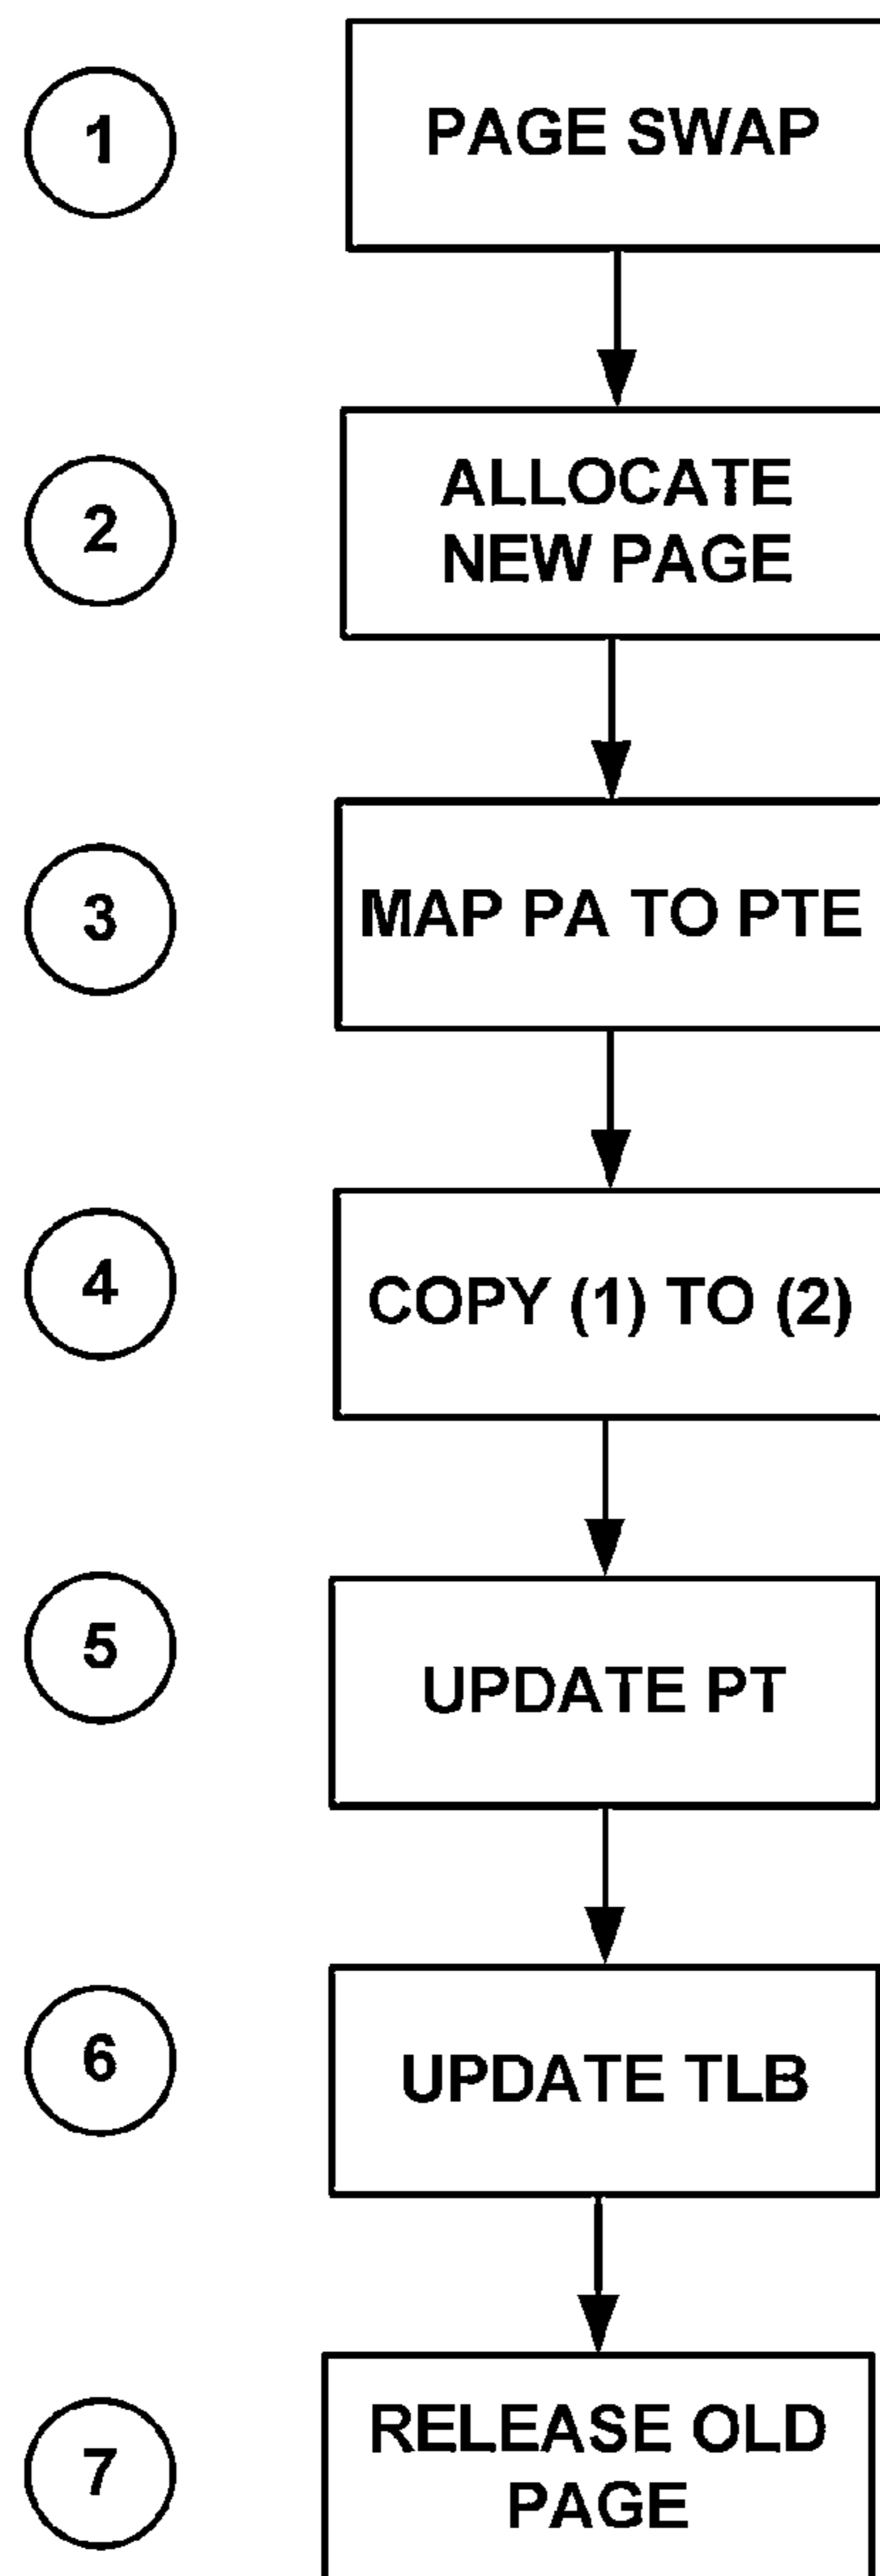 1
PAGE SWAP
2
ALLOCATE
NEW PAGE
3
MAP PA TO PTE
4
COPY (1) TO (2)
5
UPDATE PT
6
UPDATE TLB
7
RELEASE OLD
PAGE